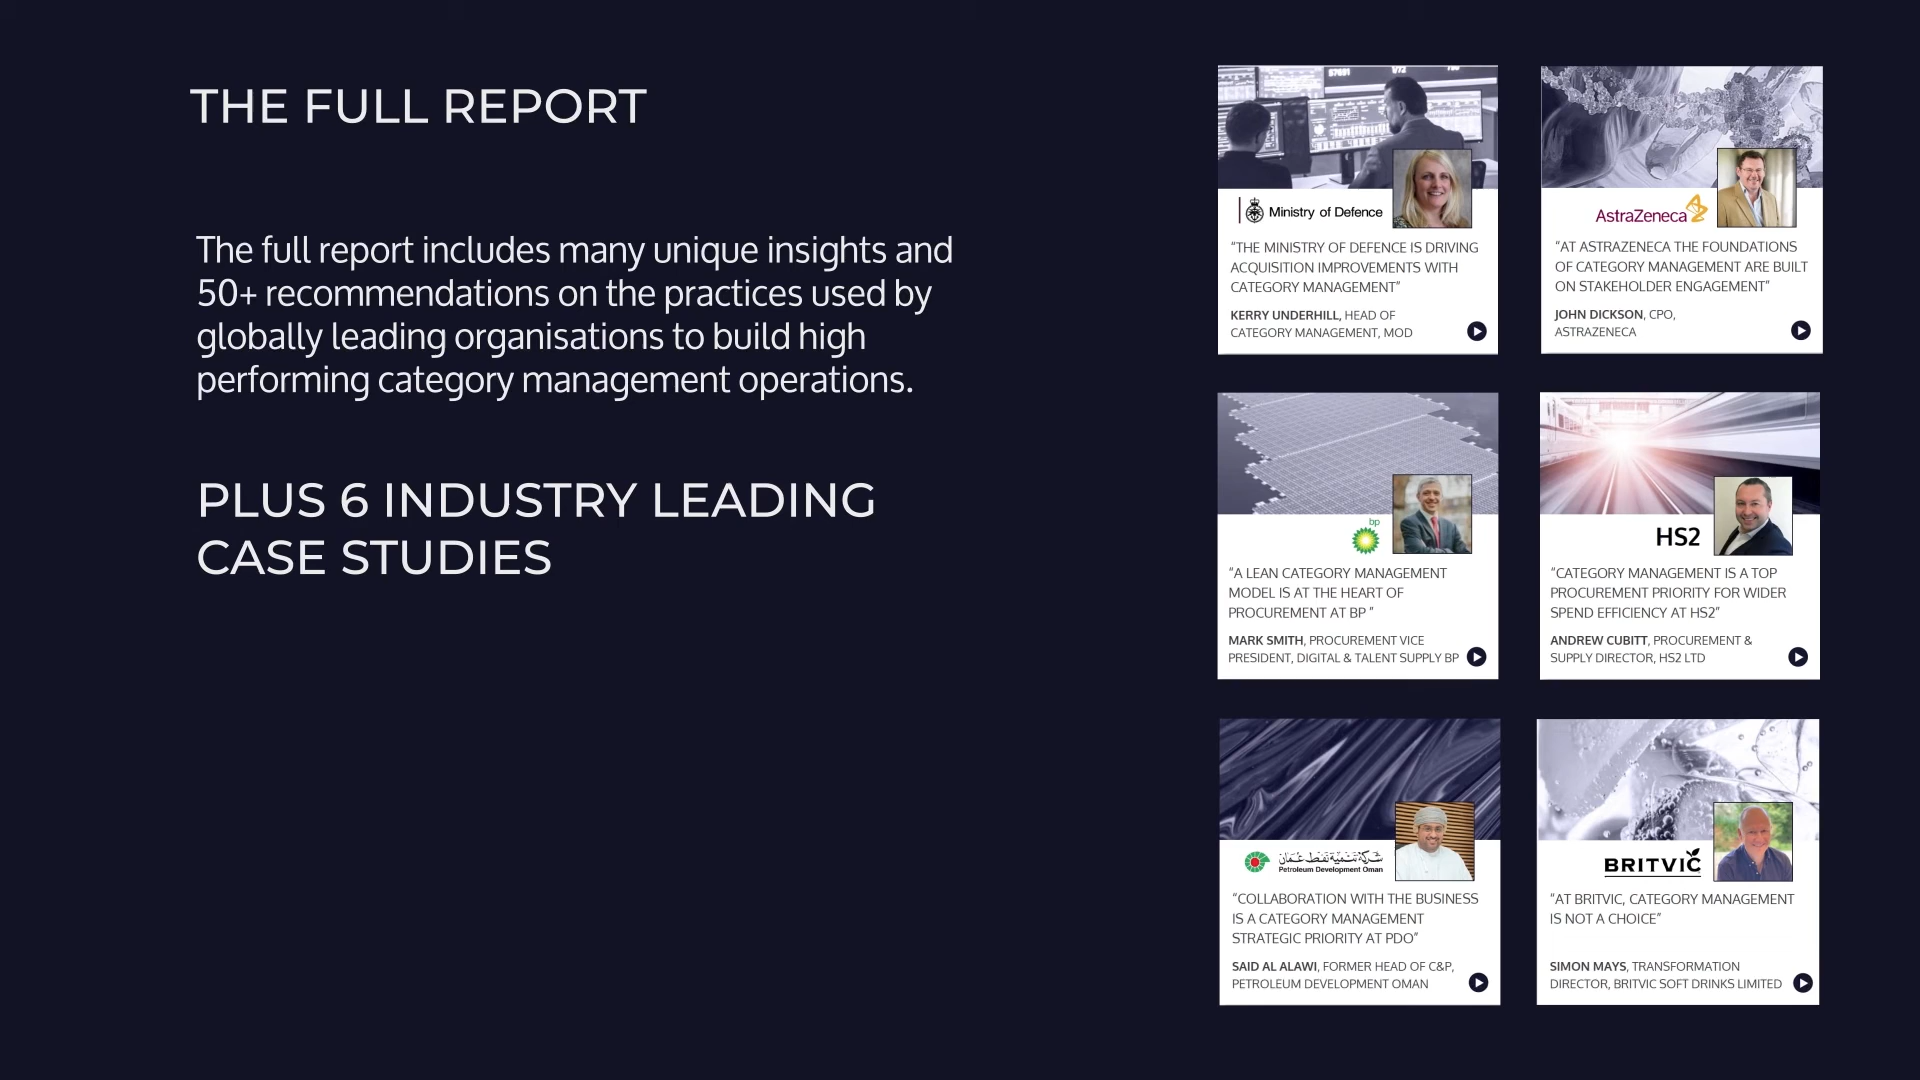 THE FULL REPORT
The full report includes many unique insights and
50+ recommendations on the practices used by
globally leading organisations to build high
performing category management operations.
PLUS 6 INDUSTRY LEADING
CASE STUDIES
Ministry of Defence
“THE MINISTRY OF DEFENCE IS DRIVING
ACQUISITION IMPROVEMENTS WITH
CATEGORY MANAGEMENT”
KERRY UNDERHILL, HEAD OF
CATEGORY MANAGEMENT, MOD
AstraZeneca
“AT ASTRAZENECA THE FOUNDATIONS
OF CATEGORY MANAGEMENT ARE BUILT
ON STAKEHOLDER ENGAGEMENT”
JOHN DICKSON, CPO,
ASTRAZENECA
bp
“A LEAN CATEGORY MANAGEMENT
MODEL IS AT THE HEART OF
PROCUREMENT AT BP ”
MARK SMITH, PROCUREMENT VICE
PRESIDENT, DIGITAL & TALENT SUPPLY BP
HS2
“CATEGORY MANAGEMENT IS A TOP
PROCUREMENT PRIORITY FOR WIDER
SPEND EFFICIENCY AT HS2”
ANDREW CUBITT, PROCUREMENT &
SUPPLY DIRECTOR, HS2 LTD
شركة تنمية نفط عمان
Petroleum Development Oman
“COLLABORATION WITH THE BUSINESS
IS A CATEGORY MANAGEMENT
STRATEGIC PRIORITY AT PDO”
SAID AL ALAWI, FORMER HEAD OF C&P,
PETROLEUM DEVELOPMENT OMAN
BRITVIC
“AT BRITVIC, CATEGORY MANAGEMENT
IS NOT A CHOICE”
SIMON MAYS, TRANSFORMATION
DIRECTOR, BRITVIC SOFT DRINKS LIMITED